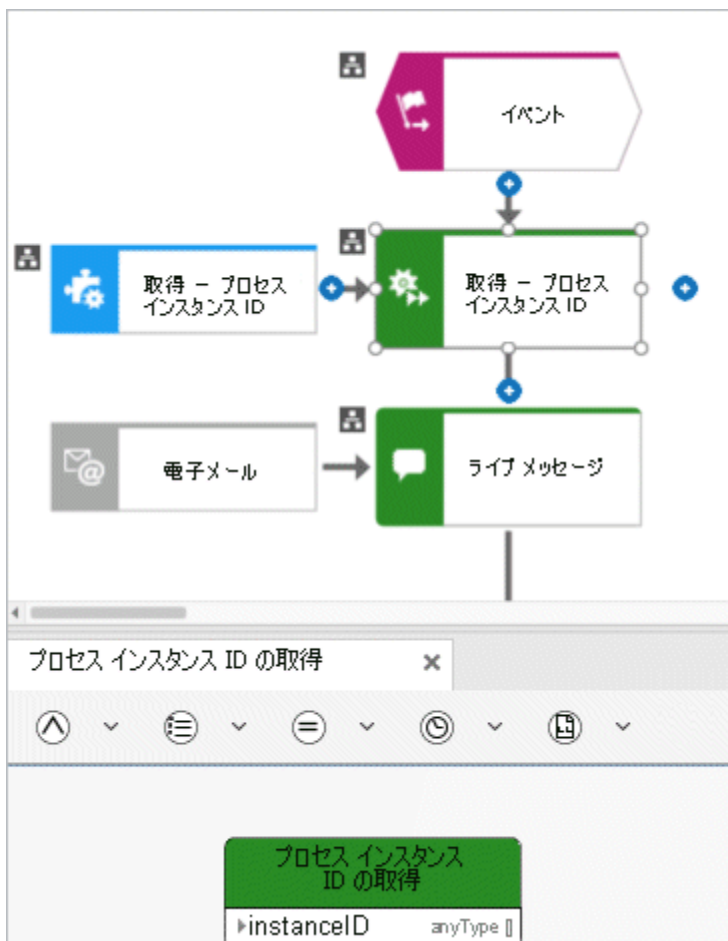 イベント
取得 － プロセス
インスタンス ID
取得 － プロセス
インスタンス ID
電子メール
ライブ メッセージ
プロセス インスタンス ID の取得
プロセス インスタンス
ID の取得
instanceID anyType []